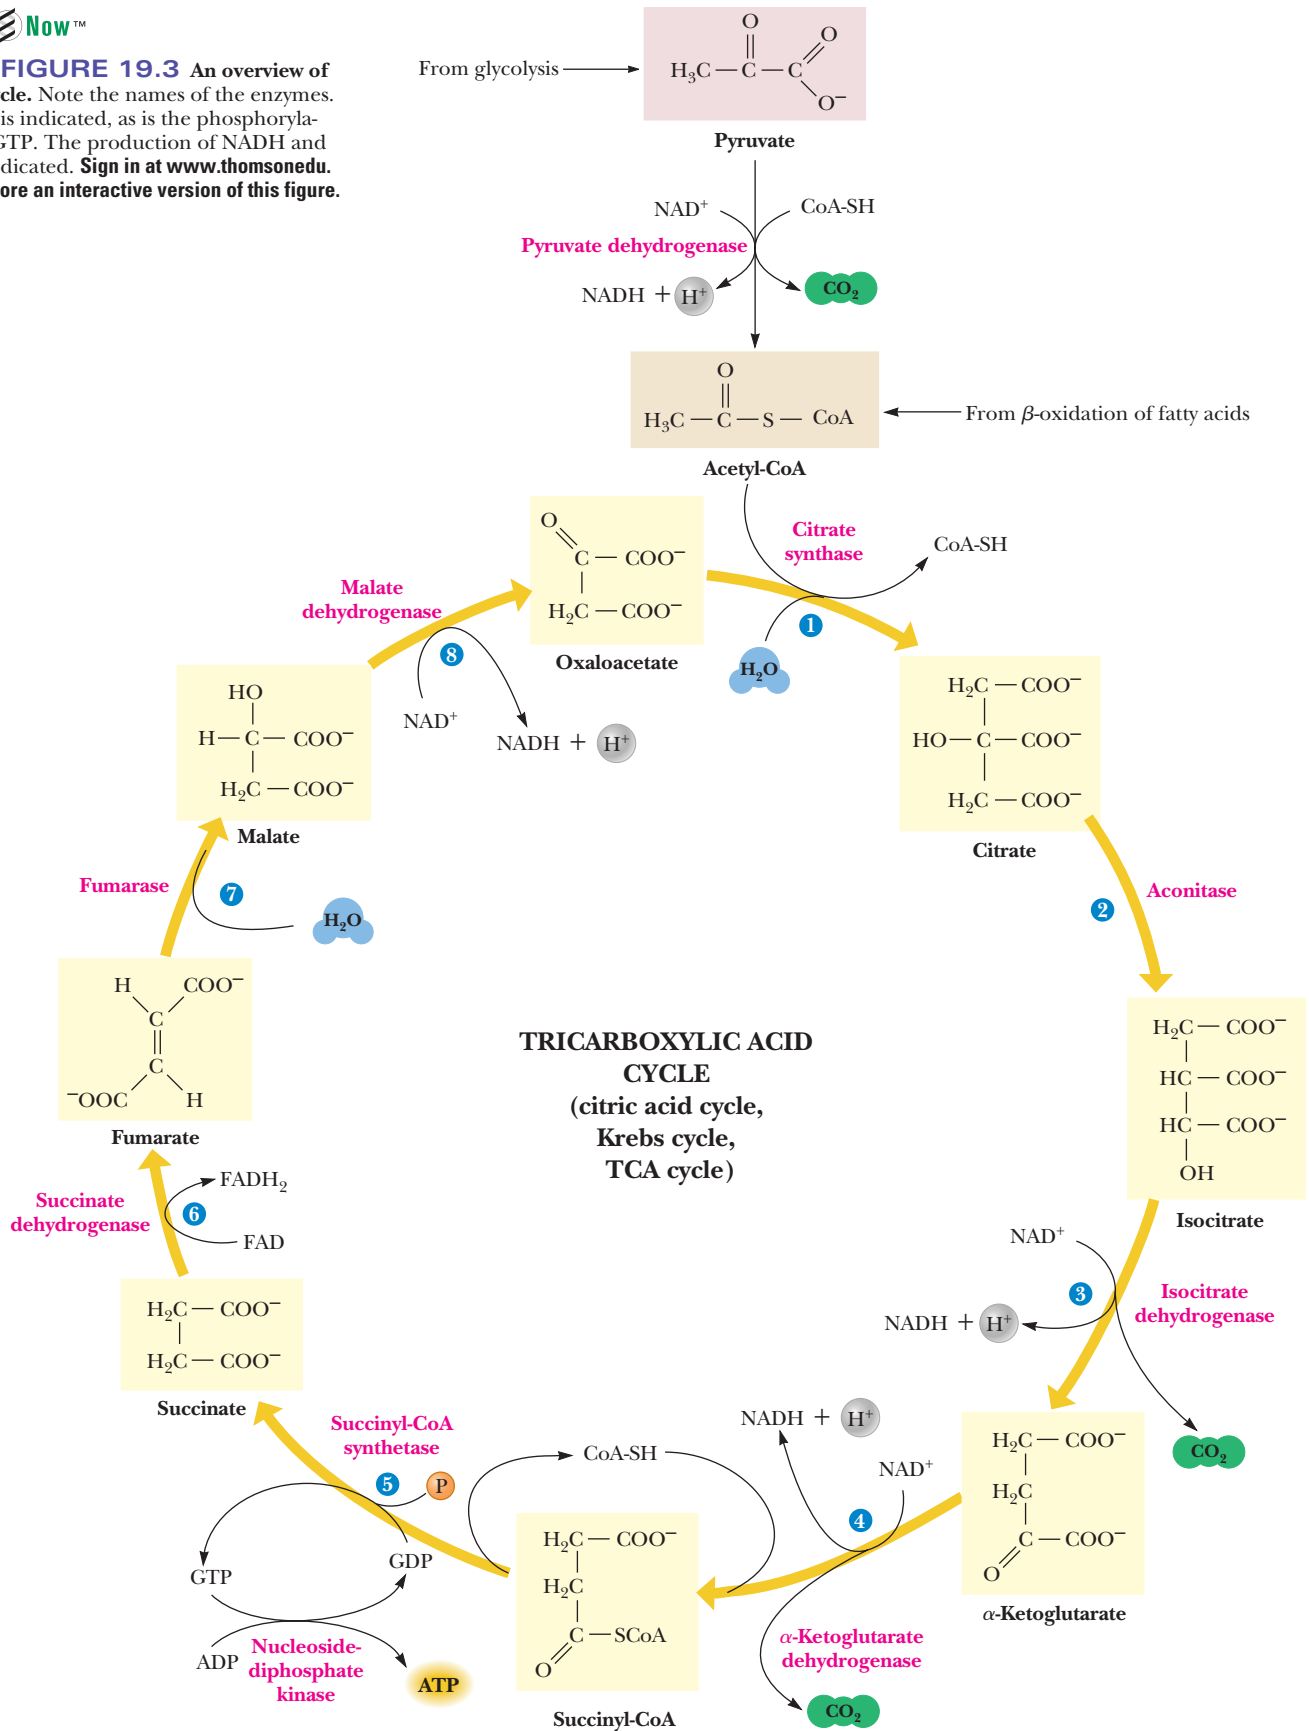 Now™
FIGURE 19.3 An overview of
cle. Note the names of the enzymes.
is indicated, as is the phosphoryla-
GTP. The production of NADH and
dicated. Sign in at www.thomsonedu.
ore an interactive version of this figure.
From glycolysis
O
O
H₃C — C — C
O⁻
Pyruvate
NAD⁺
CoA-SH
Pyruvate dehydrogenase
NADH + H⁺
CO₂
O
H₃C — C — S — CoA
From β-oxidation of fatty acids
Acetyl-CoA
Citrate
synthase
CoA-SH
1
H₂O
O
C — COO⁻
H₂C — COO⁻
Oxaloacetate
Malate
dehydrogenase
8
NAD⁺
NADH + H⁺
H₂C — COO⁻
HO — C — COO⁻
H₂C — COO⁻
Citrate
HO
H — C — COO⁻
H₂C — COO⁻
Malate
Aconitase
2
Fumarase
7
H₂O
H
COO⁻
C
C
⁻OOC
H
Fumarate
TRICARBOXYLIC ACID
CYCLE
(citric acid cycle,
Krebs cycle,
TCA cycle)
H₂C — COO⁻
HC — COO⁻
HC — COO⁻
OH
Isocitrate
NAD⁺
3
Isocitrate
dehydrogenase
NADH + H⁺
CO₂
FADH₂
Succinate
dehydrogenase
6
FAD
H₂C — COO⁻
H₂C — COO⁻
Succinate
H₂C — COO⁻
H₂C
C — COO⁻
O
α-Ketoglutarate
NADH + H⁺
NAD⁺
4
α-Ketoglutarate
dehydrogenase
CO₂
Succinyl-CoA
synthetase
5
P
CoA-SH
H₂C — COO⁻
H₂C
C — SCoA
O
Succinyl-CoA
GTP
GDP
ADP
Nucleoside-
diphosphate
kinase
ATP